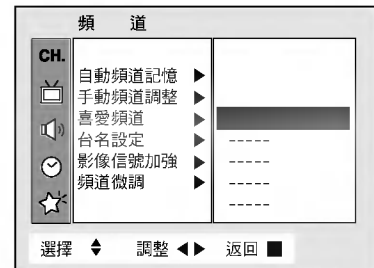 頻 道
CH.
自動頻道記憶 ▶
手動頻道調整 ▶
喜愛頻道 ▶
台名設定 ▶
影像信號加強 ▶
頻道微調 ▶
-----
-----
-----
-----
選擇 調整 ◀▶ 返回 ■